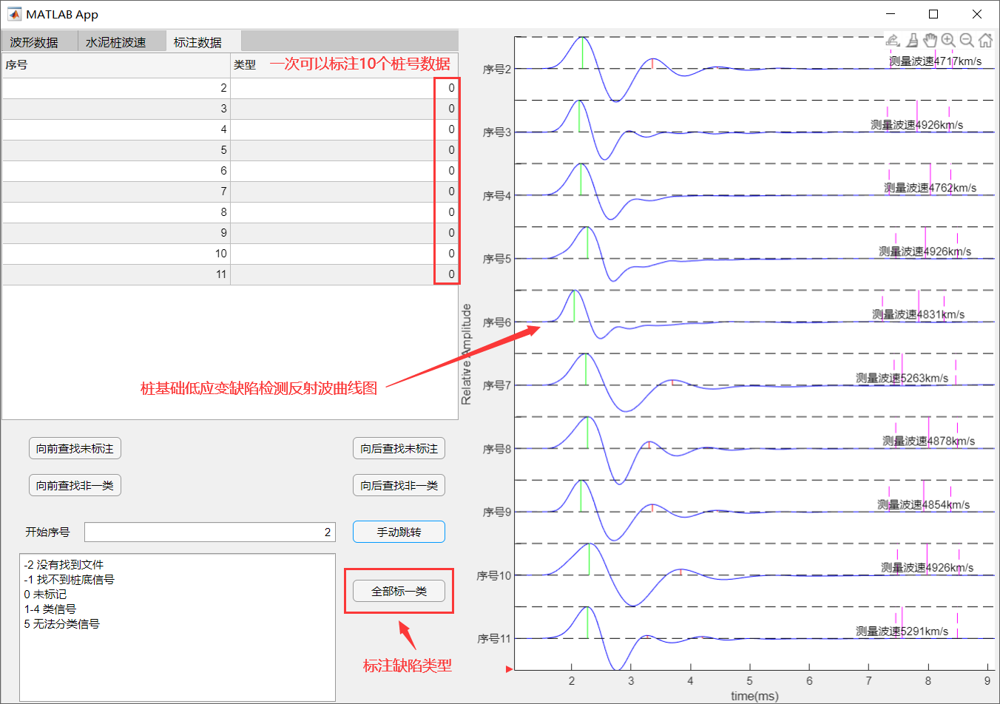 MATLAB App
波形数据
水泥桩波速
标注数据
序号
类型
一次可以标注10个桩号数据
2 0
3 0
4 0
5 0
6 0
7 0
8 0
9 0
10 0
11 0
桩基础低应变缺陷检测反射波曲线图
向前查找未标注
向后查找未标注
向前查找非一类
向后查找非一类
开始序号
2
手动跳转
-2 没有找到文件
-1 找不到桩底信号
0 未标记
1-4 类信号
5 无法分类信号
全部标一类
标注缺陷类型
Relative Amplitude
序号2
测量波速4717km/s
序号3
测量波速4926km/s
序号4
测量波速4762km/s
序号5
测量波速4926km/s
序号6
测量波速4831km/s
序号7
测量波速5263km/s
序号8
测量波速4878km/s
序号9
测量波速4854km/s
序号10
测量波速4926km/s
序号11
测量波速5291km/s
2 3 4 5 6 7 8 9
time(ms)